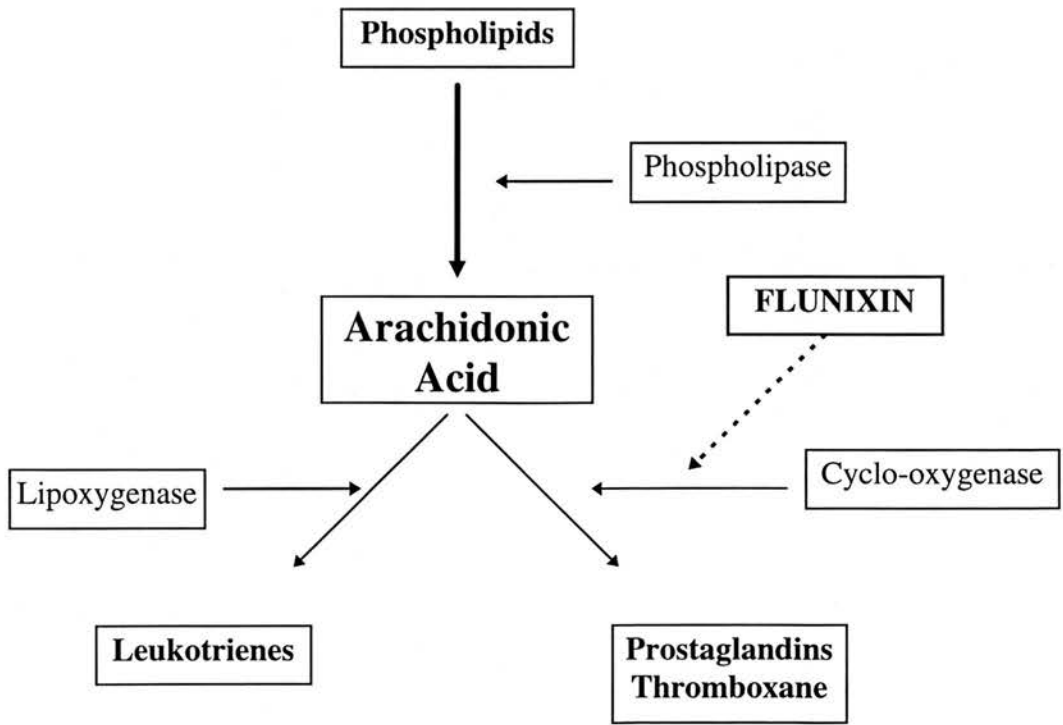 Phospholipids
Phospholipase
FLUNIXIN
Arachidonic
Acid
Lipoxygenase
Cyclo-oxygenase
Leukotrienes
Prostaglandins
Thromboxane